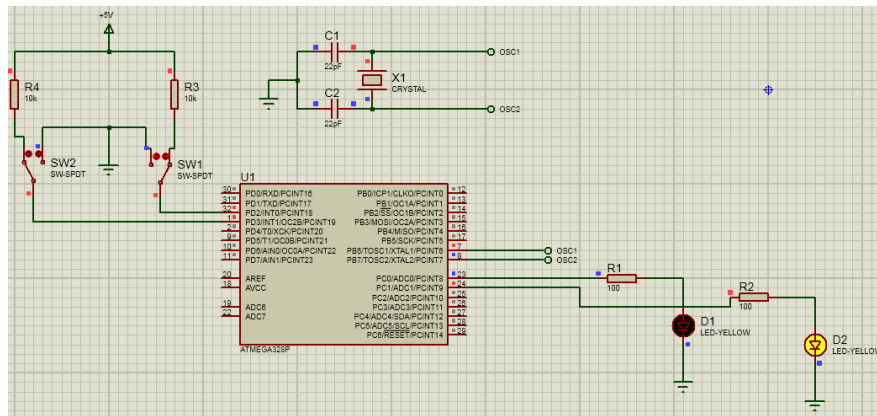 +5V
R4
10k
R3
10k
SW2
SW-SPDT
SW1
SW-SPDT
C1
22pF
C2
22pF
X1
CRYSTAL
OSC1
OSC2
U1
30 PD0/RXD/PCINT16
31 PD1/TXD/PCINT17
32 PD2/INT0/PCINT18
1 PD3/INT1/OC2B/PCINT19
2 PD4/T0/XCK/PCINT20
9 PD5/T1/OC0B/PCINT21
10 PD6/AIN0/OC0A/PCINT22
11 PD7/AIN1/PCINT23
20 AREF
18 AVCC
19 ADC6
22 ADC7
PB0/ICP1/CLKO/PCINT0 12
PB1/OC1A/PCINT1 13
PB2/SS/OC1B/PCINT2 14
PB3/MOSI/OC2A/PCINT3 15
PB4/MISO/PCINT4 16
PB5/SCK/PCINT5 17
PB6/TOSC1/XTAL1/PCINT6 7
PB7/TOSC2/XTAL2/PCINT7 8
PC0/ADC0/PCINT8 23
PC1/ADC1/PCINT9 24
PC2/ADC2/PCINT10 25
PC3/ADC3/PCINT11 26
PC4/ADC4/SDA/PCINT12 27
PC5/ADC5/SCL/PCINT13 28
PC6/RESET/PCINT14 29
ATMEGA328P
OSC1
OSC2
R1
100
R2
100
D1
LED-YELLOW
D2
LED-YELLOW